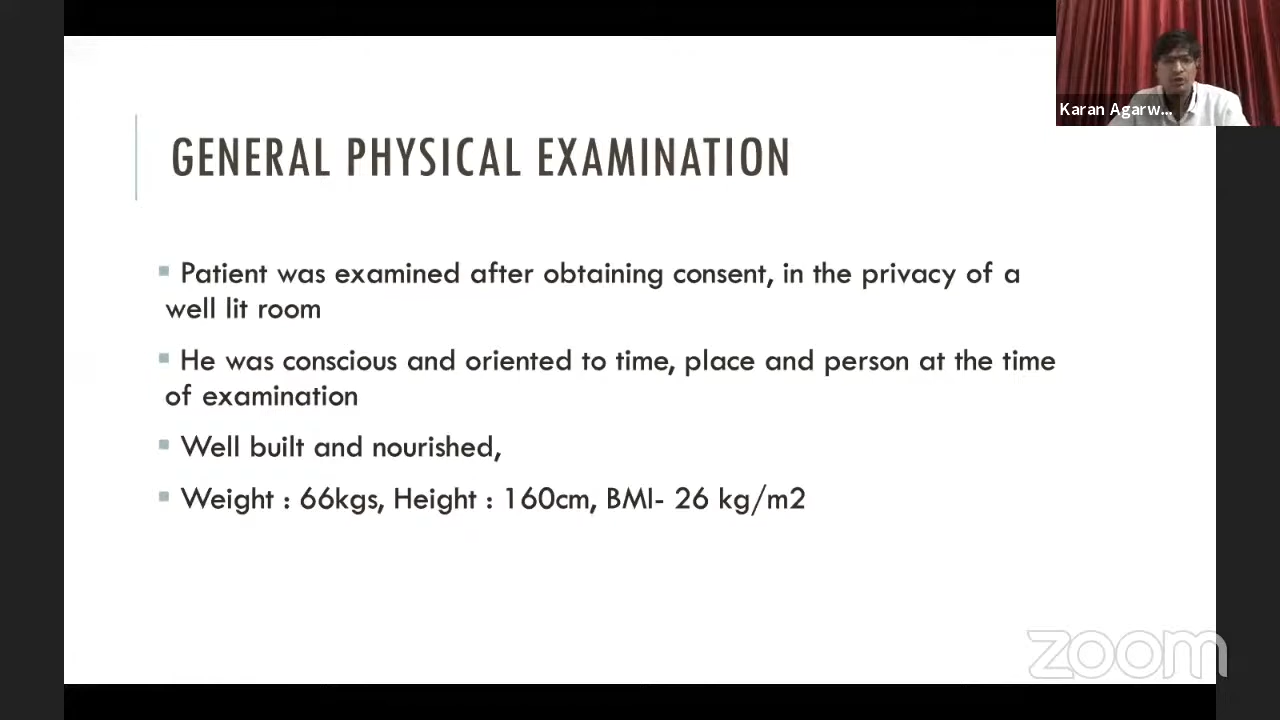 Karan Agarw...
GENERAL PHYSICAL EXAMINATION
Patient was examined after obtaining consent, in the privacy of a
well lit room
He was conscious and oriented to time, place and person at the time
of examination
Well built and nourished,
Weight : 66kgs, Height : 160cm, BMI- 26 kg/m2
zoom